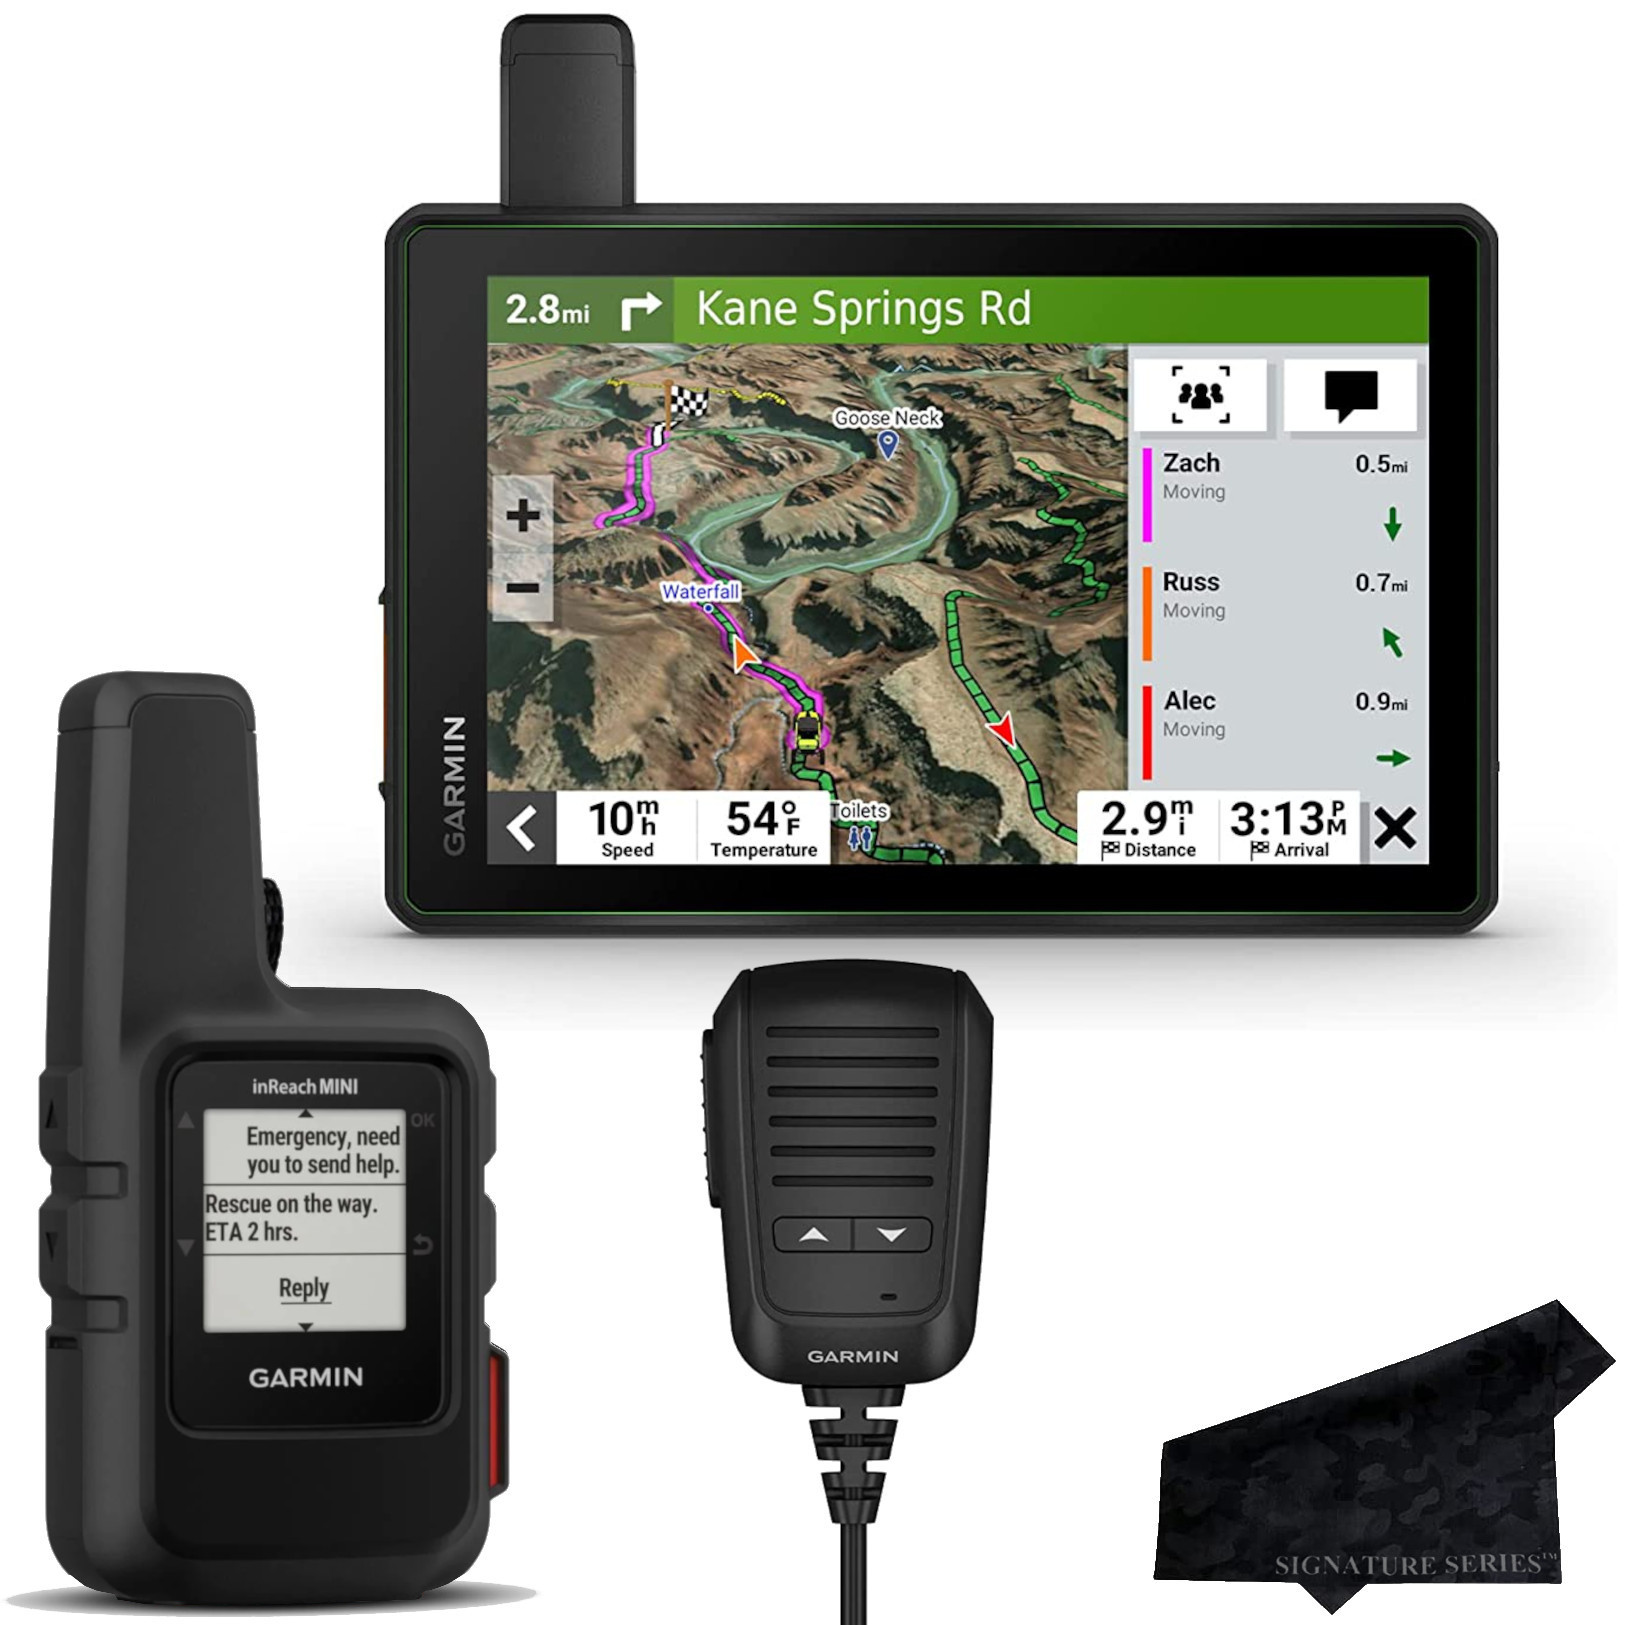 2.8mi Kane Springs Rd
Goose Neck
Waterfall
Toilets
Zach 0.5mi
Moving
Russ 0.7mi
Moving
Alec 0.9mi
Moving
10mh 54°F
Speed Temperature
2.9mi 3:13PM
Distance Arrival
GARMIN
inReach MINI
OK
Emergency, need
you to send help.
Rescue on the way.
ETA 2 hrs.
Reply
GARMIN
GARMIN
SIGNATURE SERIES™